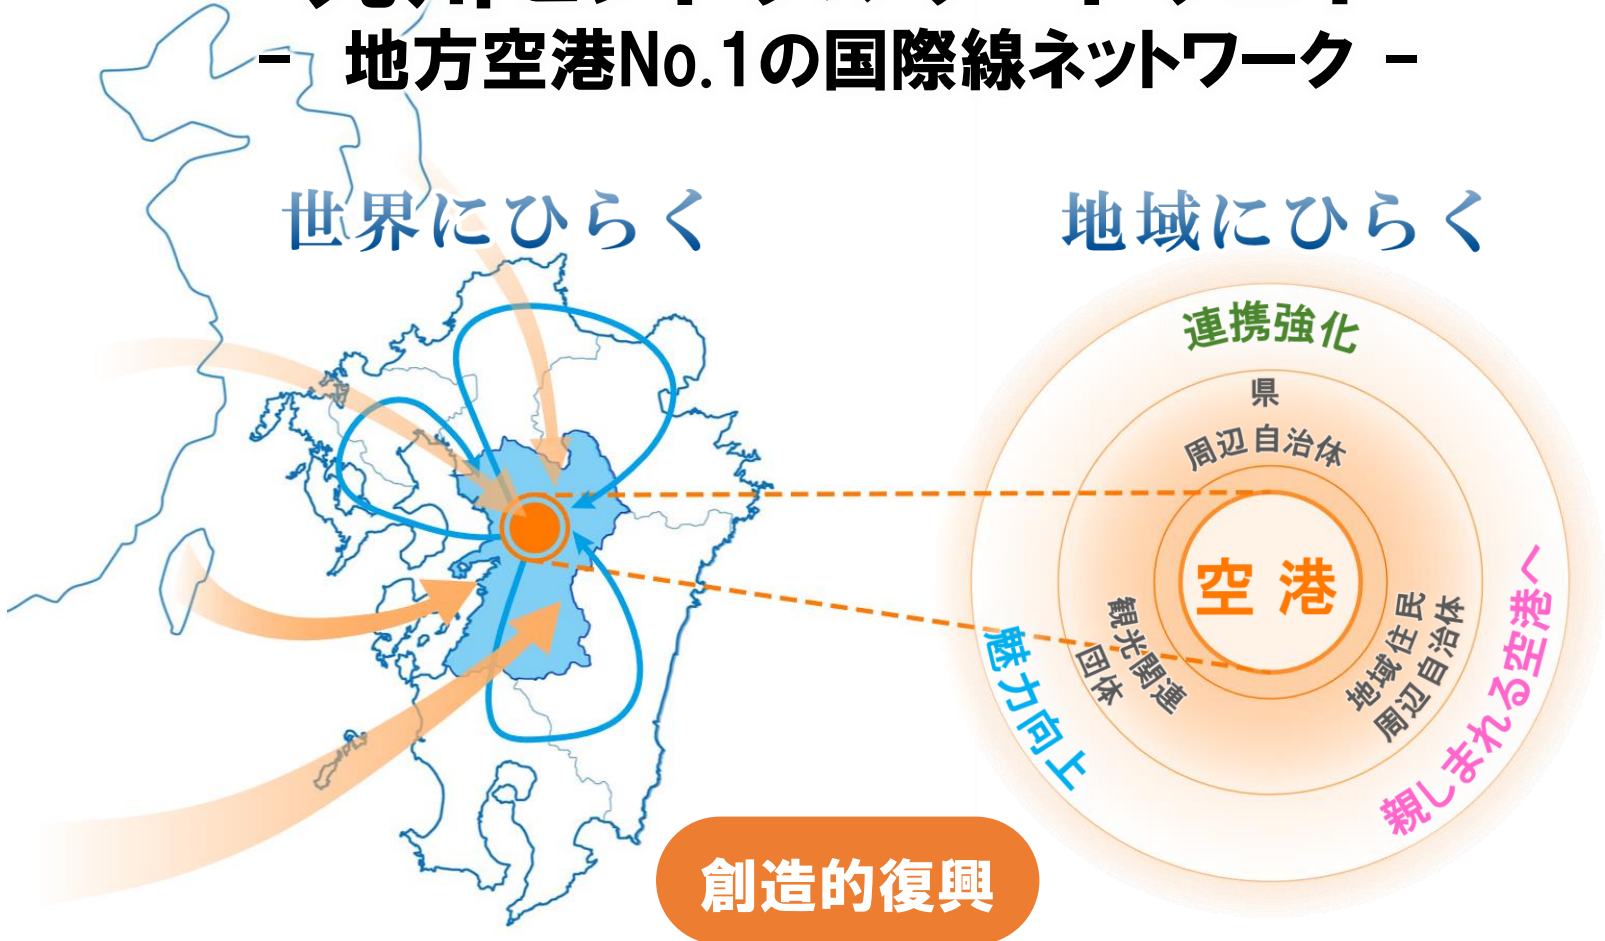 - 地方空港No.1の国際線ネットワーク -
世界にひらく
地域にひらく
連携強化
県
周辺自治体
空港
観光関連
団体
地域住民
周辺自治体
魅力向上
親しまれる空港へ
創造的復興